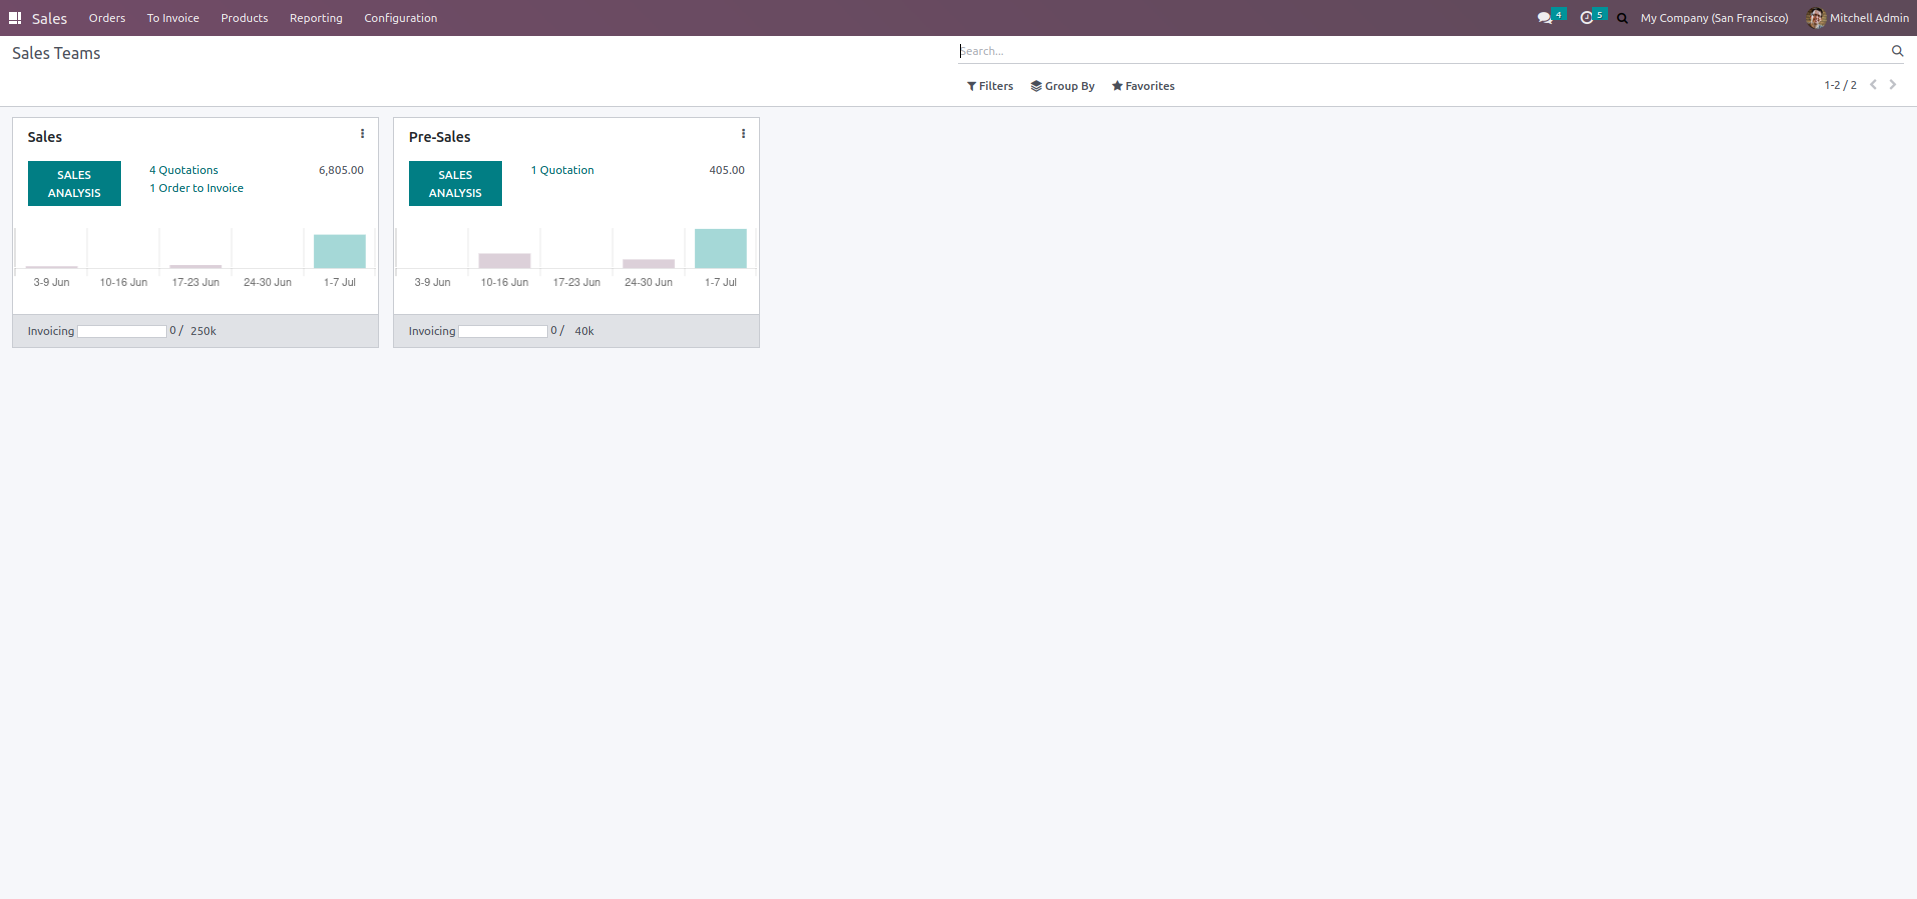 Sales Orders To Invoice Products Reporting Configuration 4 5 My Company (San Francisco) Mitchell Admin
Sales Teams
Search...
Filters Group By Favorites 1-2 / 2
Sales
SALES ANALYSIS
4 Quotations 6,805.00
1 Order to Invoice
3-9 Jun 10-16 Jun 17-23 Jun 24-30 Jun 1-7 Jul
Invoicing 0 / 250k
Pre-Sales
SALES ANALYSIS
1 Quotation 405.00
3-9 Jun 10-16 Jun 17-23 Jun 24-30 Jun 1-7 Jul
Invoicing 0 / 40k